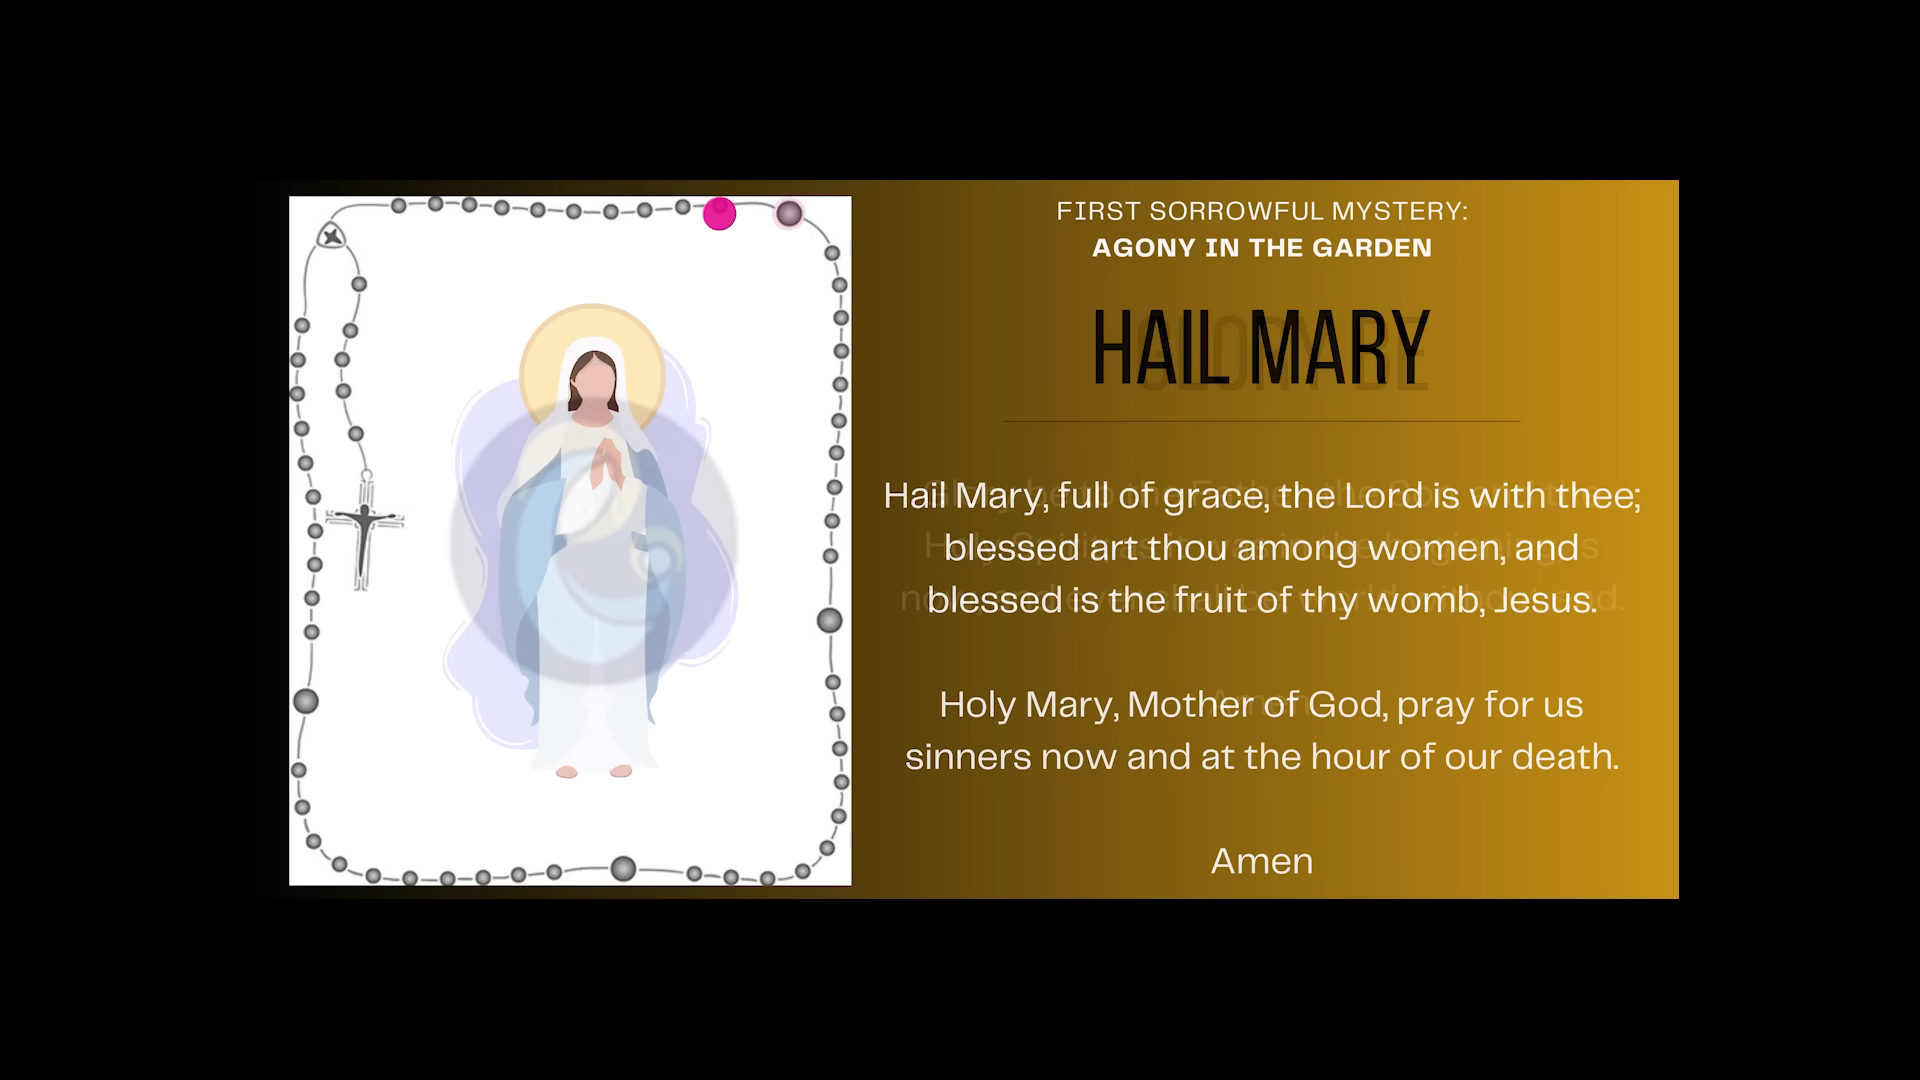 FIRST SORROWFUL MYSTERY:
AGONY IN THE GARDEN
HAIL MARY
GLORY BE
Hail Mary, full of grace, the Lord is with thee;
blessed art thou among women, and
blessed is the fruit of thy womb, Jesus.
Holy Mary, Mother of God, pray for us
sinners now and at the hour of our death.
Amen